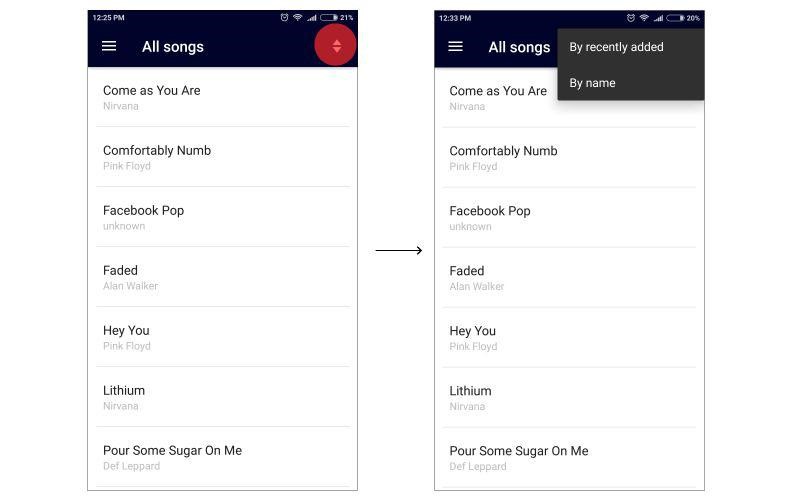 12:25 PM
21%
All songs
Come as You Are
Nirvana
Comfortably Numb
Pink Floyd
Facebook Pop
unknown
Faded
Alan Walker
Hey You
Pink Floyd
Lithium
Nirvana
Pour Some Sugar On Me
Def Leppard
12:33 PM
20%
All songs
By recently added
By name
Come as You Are
Nirvana
Comfortably Numb
Pink Floyd
Facebook Pop
unknown
Faded
Alan Walker
Hey You
Pink Floyd
Lithium
Nirvana
Pour Some Sugar On Me
Def Leppard